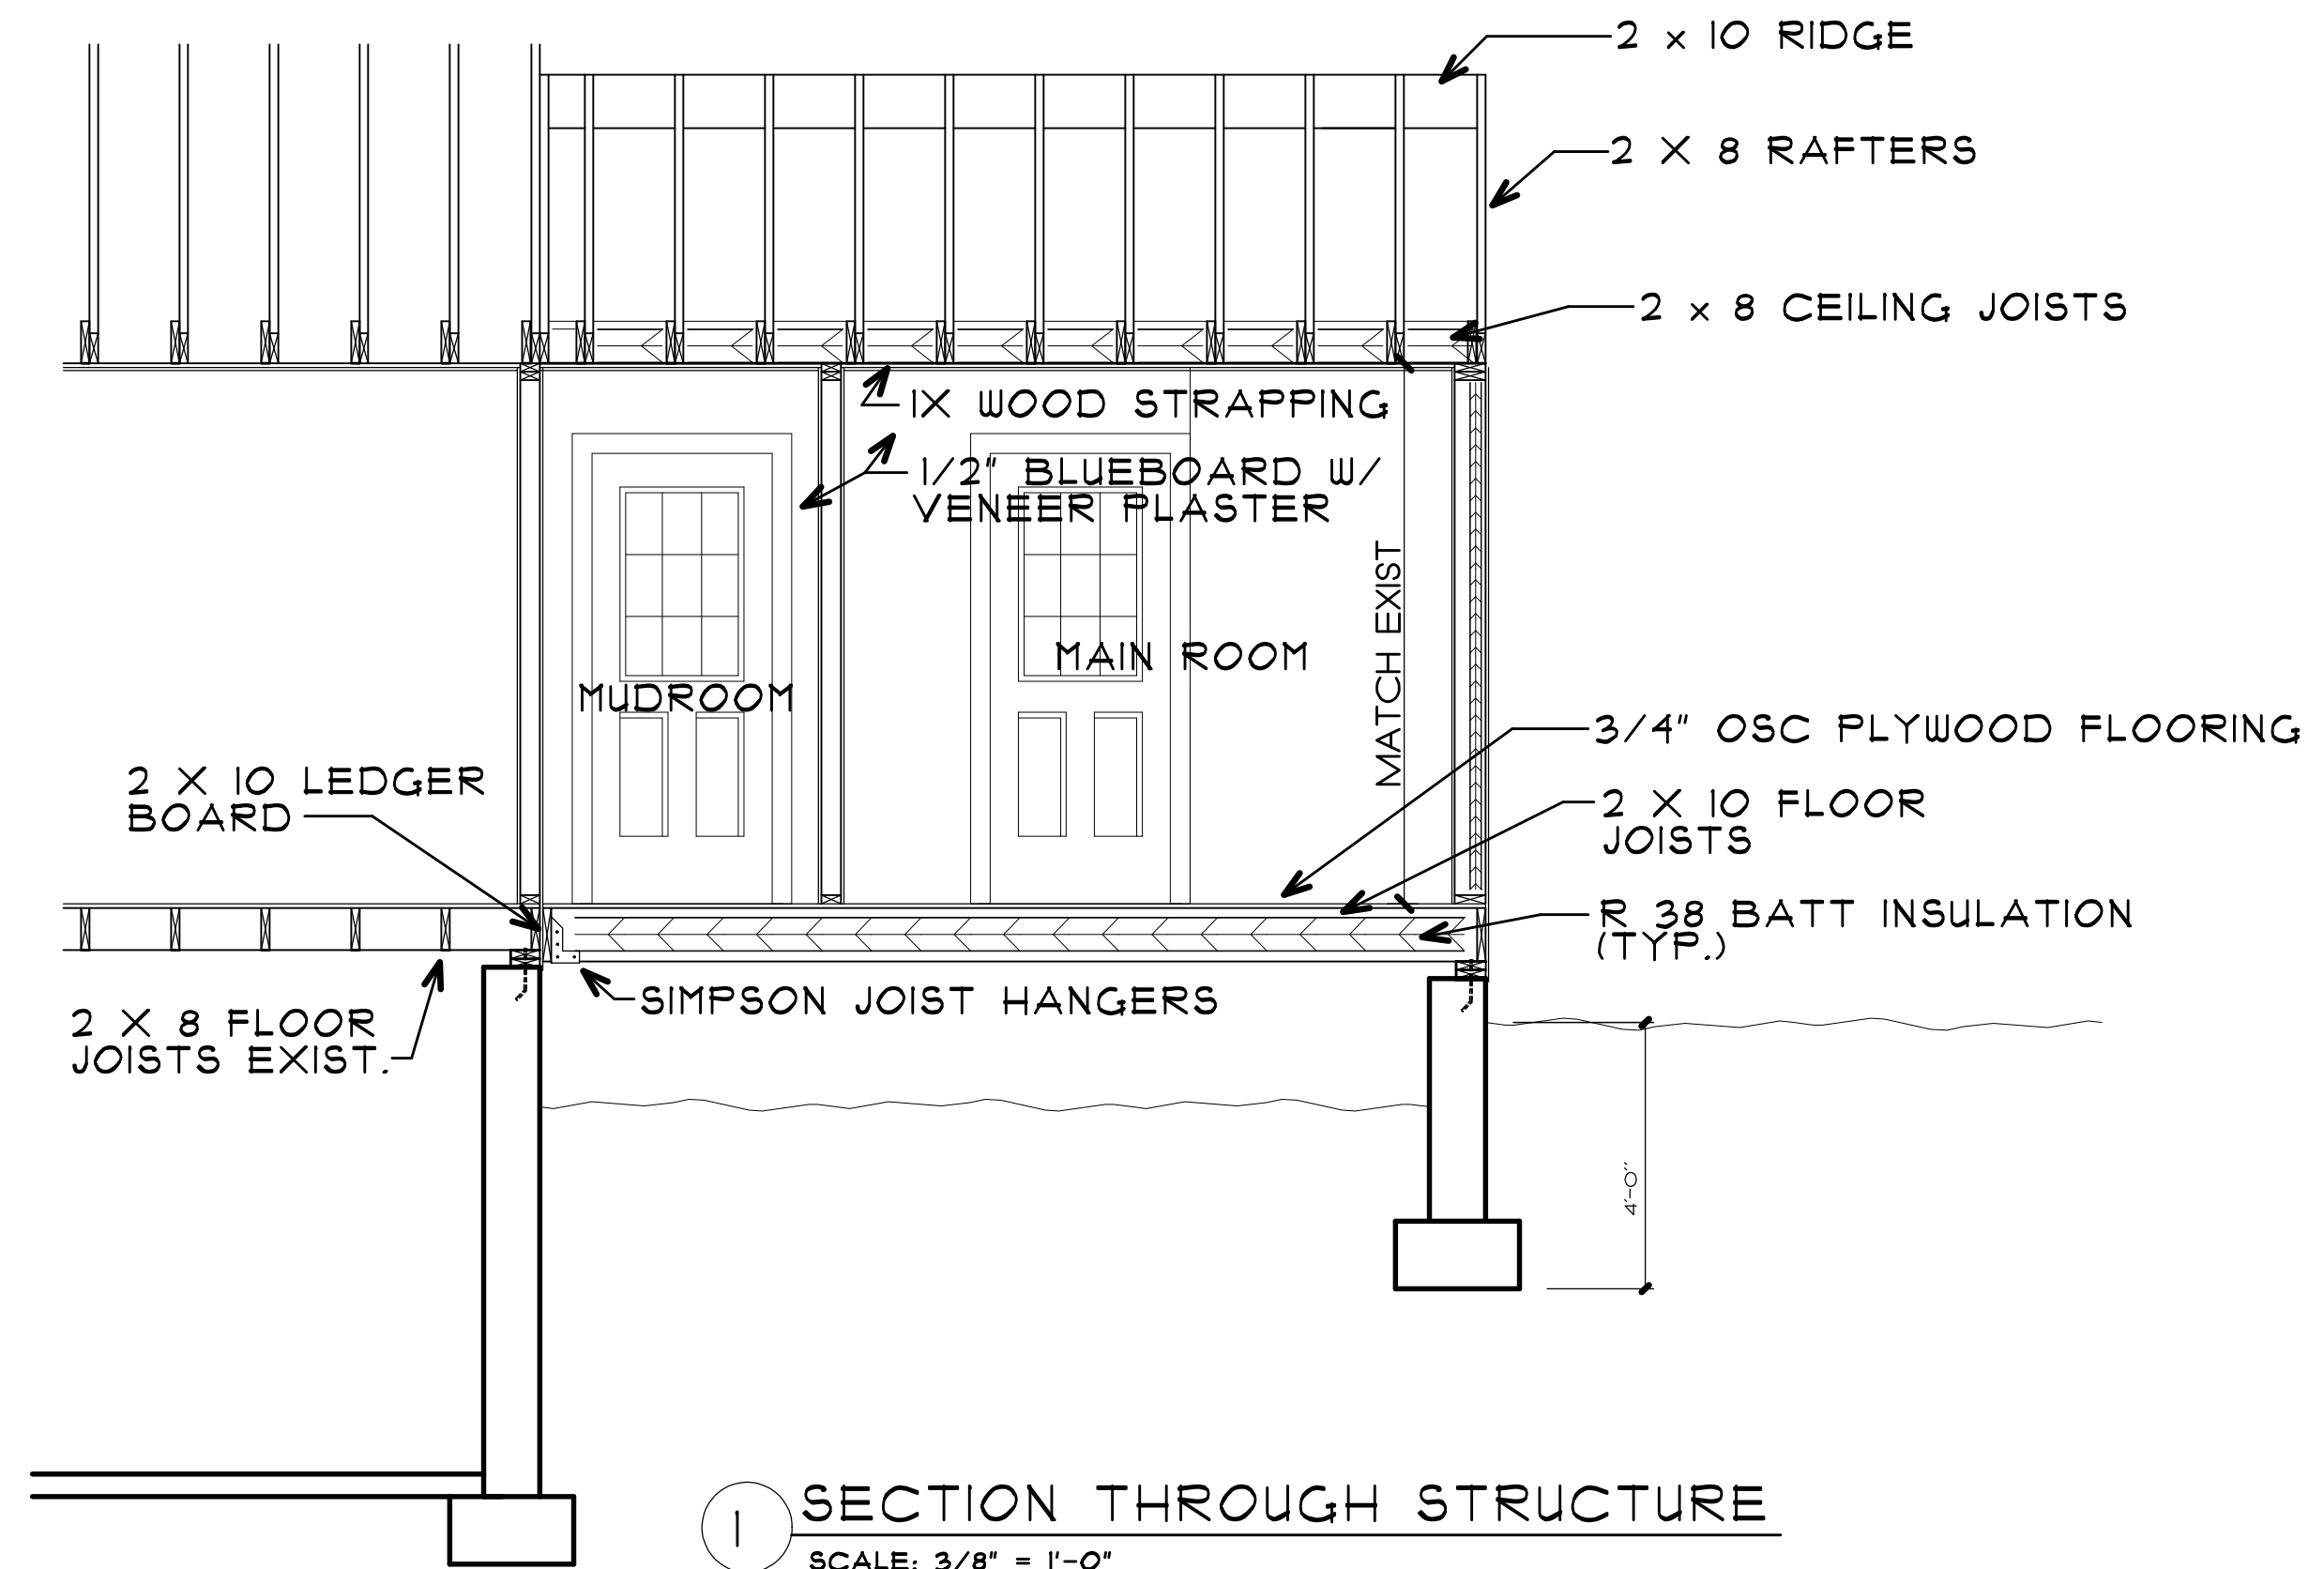 2 x 10 RIDGE
2 X 8 RAFTERS
2 x 8 CEILING JOISTS
1X WOOD STRAPPING
1/2" BLUEBOARD W/
VENEER PLASTER
MATCH EXIST
MAIN ROOM
MUDROOM
3/4" OSC PLYWOOD FLOORING
2 X 10 LEDGER
BOARD
2 X 10 FLOOR
JOISTS
R 38 BATT INSULATION
(TYP.)
SIMPSON JOIST HANGERS
2 X 8 FLOOR
JOISTS EXIST.
4'-0"
1
SECTION THROUGH STRUCTURE
SCALE: 3/8" = 1'-0"